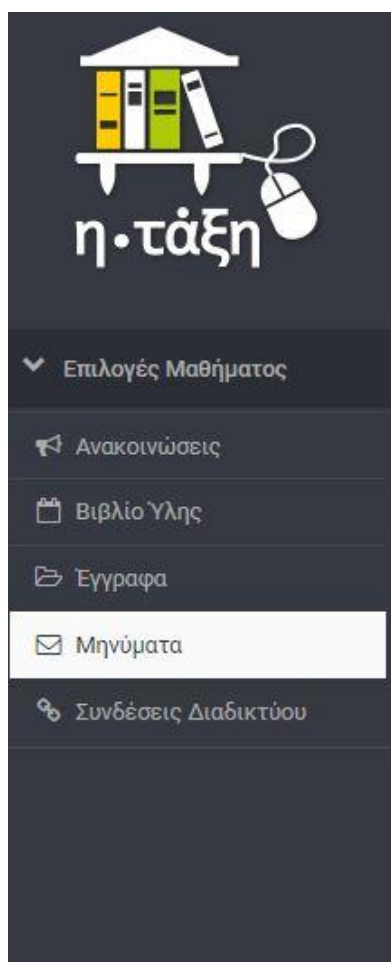 η•τάξη
Επιλογές Μαθήματος
Ανακοινώσεις
Βιβλίο Ύλης
Έγγραφα
Μηνύματα
Συνδέσεις Διαδικτύου